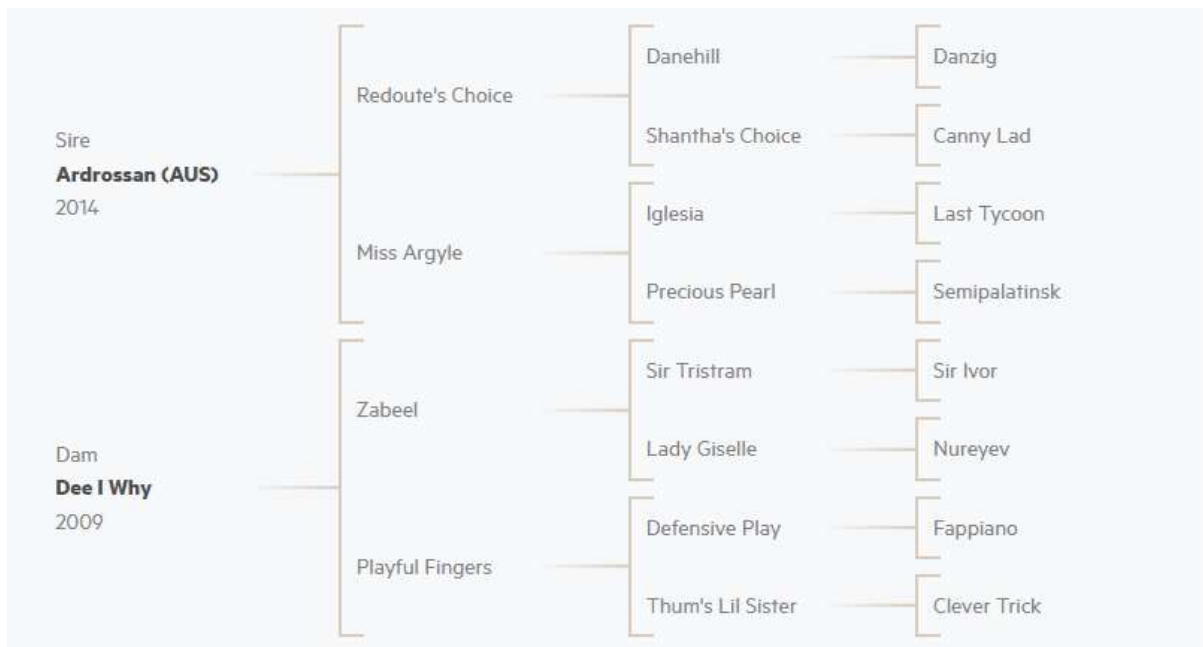 Sire
Ardrossan (AUS)
2014
Redoute's Choice
Miss Argyle
Danehill
Danzig
Shantha's Choice
Canny Lad
Iglesia
Last Tycoon
Precious Pearl
Semipalatinsk
Dam
Dee I Why
2009
Zabeel
Playful Fingers
Sir Tristram
Sir Ivor
Lady Giselle
Nureyev
Defensive Play
Fappiano
Thum's Lil Sister
Clever Trick